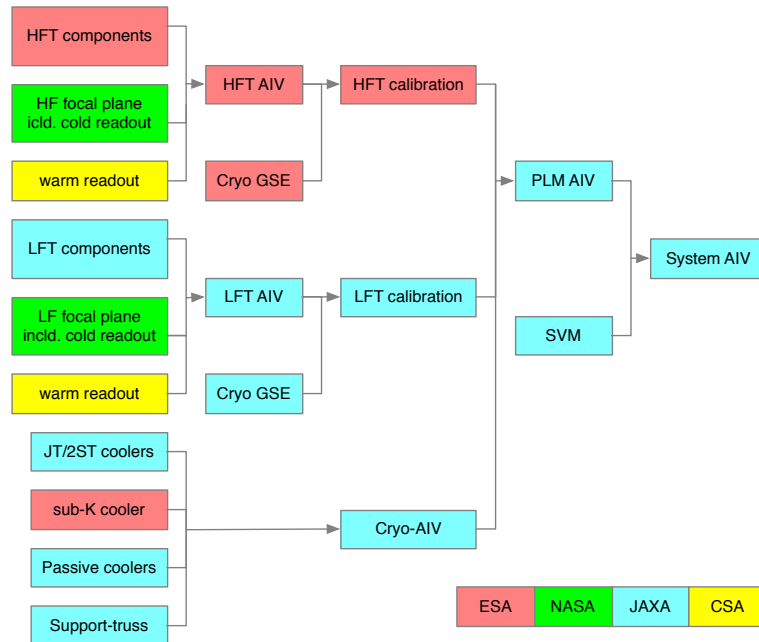 HFT components
HF focal plane
icld. cold readout
warm readout
HFT AIV
Cryo GSE
HFT calibration
LFT components
LF focal plane
incld. cold readout
warm readout
LFT AIV
Cryo GSE
LFT calibration
JT/2ST coolers
sub-K cooler
Passive coolers
Support-truss
Cryo-AIV
PLM AIV
SVM
System AIV
ESA
NASA
JAXA
CSA